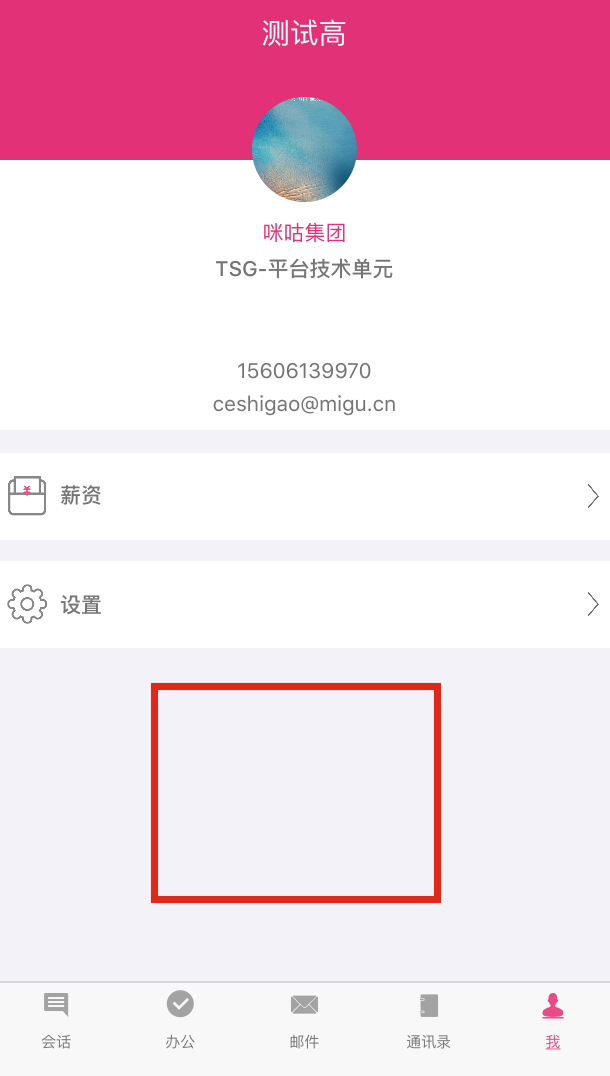 测试高
咪咕集团
TSG-平台技术单元
15606139970
ceshigao@migu.cn
¥
薪资
设置
会话
办公
邮件
通讯录
我